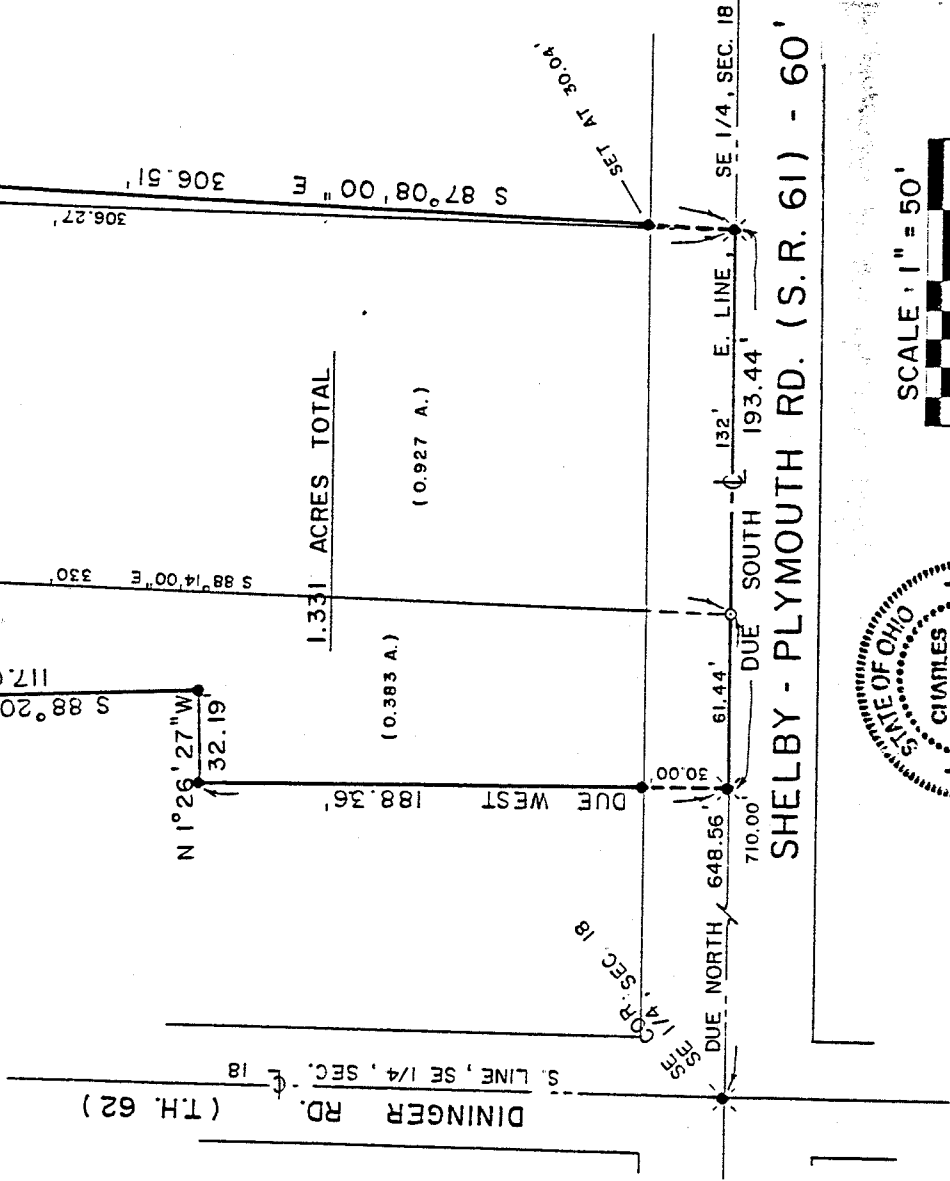 SET AT 30.04'
SE 1/4, SEC. 18
S 87°08'00" E 306.51'
306.27'
E. LINE,
132'
193.44'
DUE SOUTH
SHELBY - PLYMOUTH RD. (S.R. 61) - 60'
SCALE : 1" = 50'
1.331 ACRES TOTAL
(0.927 A.)
S 88°14'00" E 330'
(0.383 A.)
S 88°20
N 1°26'27" W
32.19'
DUE WEST 188.36'
30.00'
61.44'
710.00'
DUE NORTH 648.56'
SE COR., SE 1/4, SEC 18
S. LINE, SE 1/4, SEC. 18
DININGER RD. (T.H. 62)
STATE OF OHIO
CHARLES